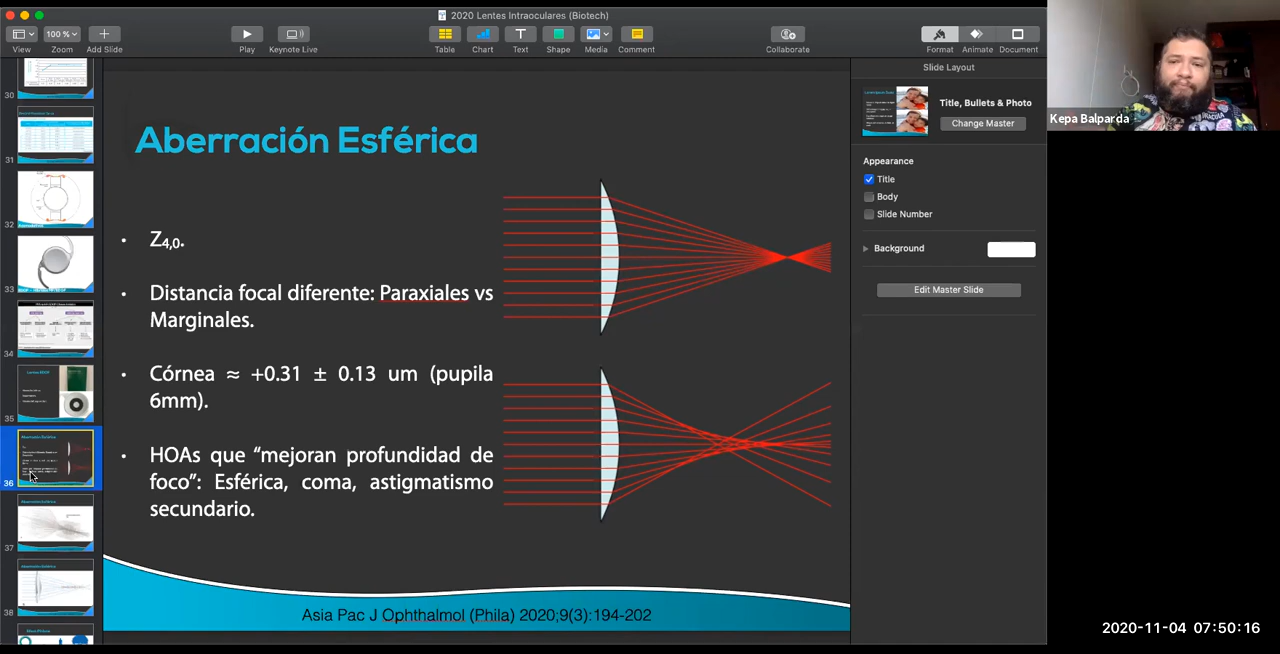 2020 Lentes Intraoculares (Biotech)
100 %
View
Zoom
Add Slide
Play
Keynote Live
Table
Chart
Text
Shape
Media
Comment
Collaborate
Format
Animate
Document
Slide Layout
Title, Bullets & Photo
Change Master
Appearance
Title
Body
Slide Number
Background
Edit Master Slide
30
31
32
33
34
35
36
37
38
Aberración Esférica
• Z4,0.
• Distancia focal diferente: Paraxiales vs
Marginales.
• Córnea ≈ +0.31 ± 0.13 um (pupila
6mm).
• HOAs que “mejoran profundidad de
foco”: Esférica, coma, astigmatismo
secundario.
Asia Pac J Ophthalmol (Phila) 2020;9(3):194-202
Kepa Balparda
2020-11-04 07:50:16